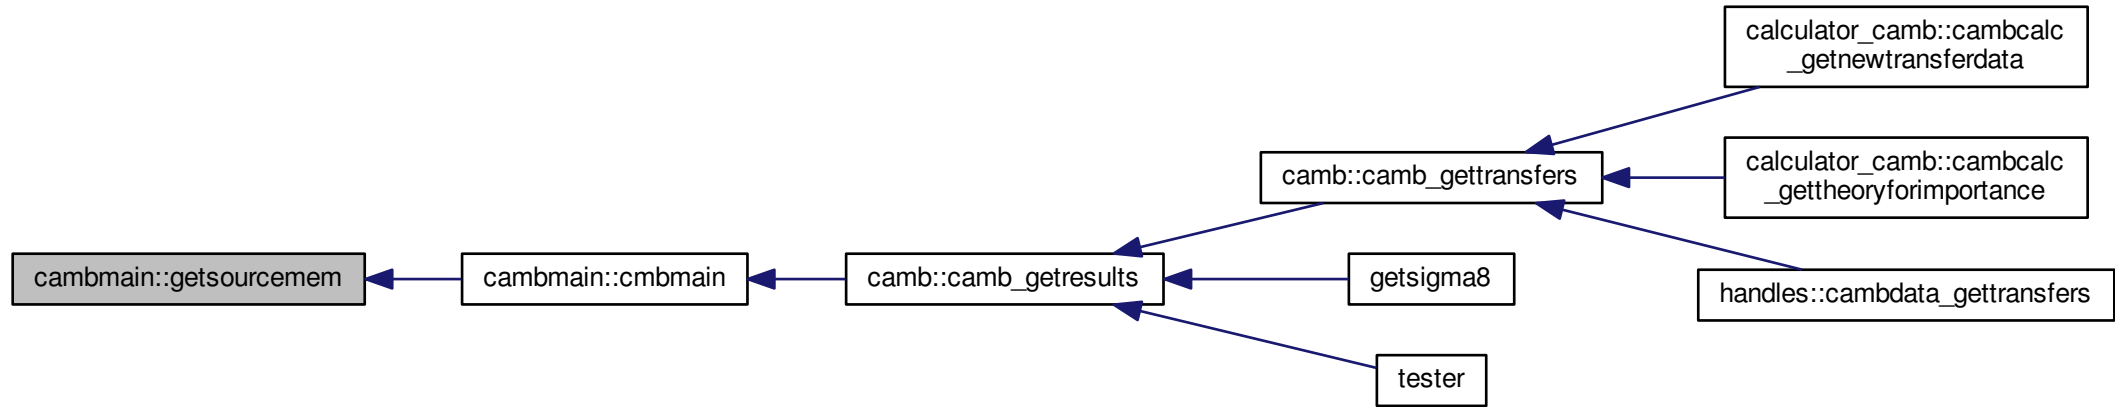 calculator_camb::cambcalc
_getnewtransferdata
camb::camb_gettransfers
calculator_camb::cambcalc
_gettheoryforimportance
cambmain::getsourcemem
cambmain::cmbmain
camb::camb_getresults
getsigma8
handles::cambdata_gettransfers
tester